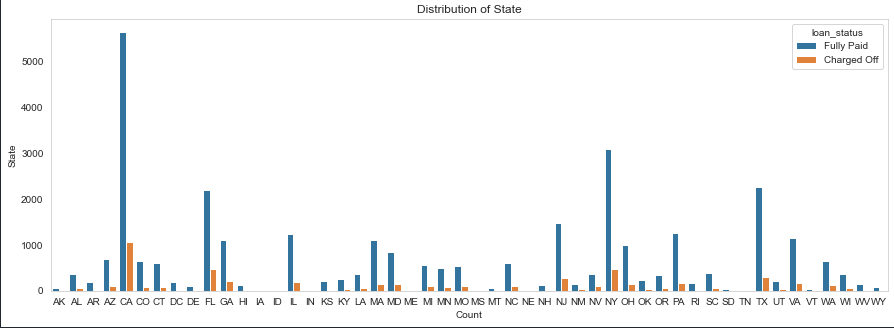 Distribution of State
loan_status
Fully Paid
Charged Off
5000
4000
3000
2000
1000
0
State
AK AL AR AZ CA CO CT DC DE FL GA HI IA ID IL IN KS KY LA MA MD ME MI MN MO MS MT NC NE NH NJ NM NV NY OH OK OR PA RI SC SD TN TX UT VA VT WA WI WV WY
Count